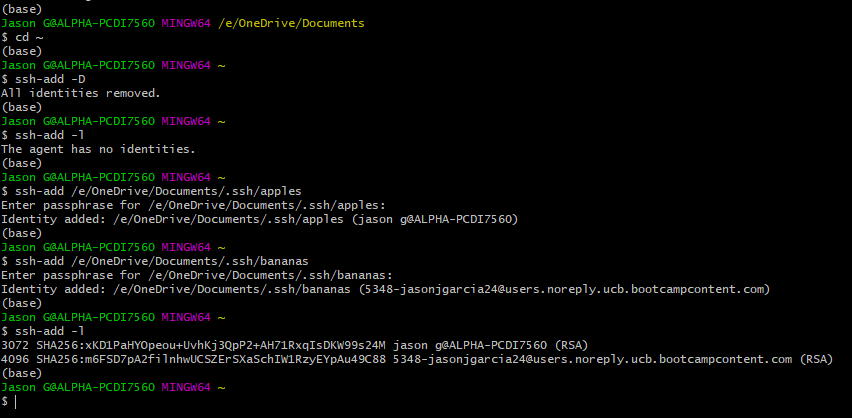 (base)
Jason G@ALPHA-PCDI7560 MINGW64 /e/OneDrive/Documents
$ cd ~
(base)
Jason G@ALPHA-PCDI7560 MINGW64 ~
$ ssh-add -D
All identities removed.
(base)
Jason G@ALPHA-PCDI7560 MINGW64 ~
$ ssh-add -l
The agent has no identities.
(base)
Jason G@ALPHA-PCDI7560 MINGW64 ~
$ ssh-add /e/OneDrive/Documents/.ssh/apples
Enter passphrase for /e/OneDrive/Documents/.ssh/apples:
Identity added: /e/OneDrive/Documents/.ssh/apples (jason g@ALPHA-PCDI7560)
(base)
Jason G@ALPHA-PCDI7560 MINGW64 ~
$ ssh-add /e/OneDrive/Documents/.ssh/bananas
Enter passphrase for /e/OneDrive/Documents/.ssh/bananas:
Identity added: /e/OneDrive/Documents/.ssh/bananas (5348-jasonjgarcia24@users.noreply.ucb.bootcampcontent.com)
(base)
Jason G@ALPHA-PCDI7560 MINGW64 ~
$ ssh-add -l
3072 SHA256:xKD1PaHYOpeou+UvhKj3QpP2+AH71RxqIsDKW99s24M jason g@ALPHA-PCDI7560 (RSA)
4096 SHA256:m6FSD7pA2filnhwUCSZErSXaSchIW1RzyEYpAu49C88 5348-jasonjgarcia24@users.noreply.ucb.bootcampcontent.com (RSA)
(base)
Jason G@ALPHA-PCDI7560 MINGW64 ~
$